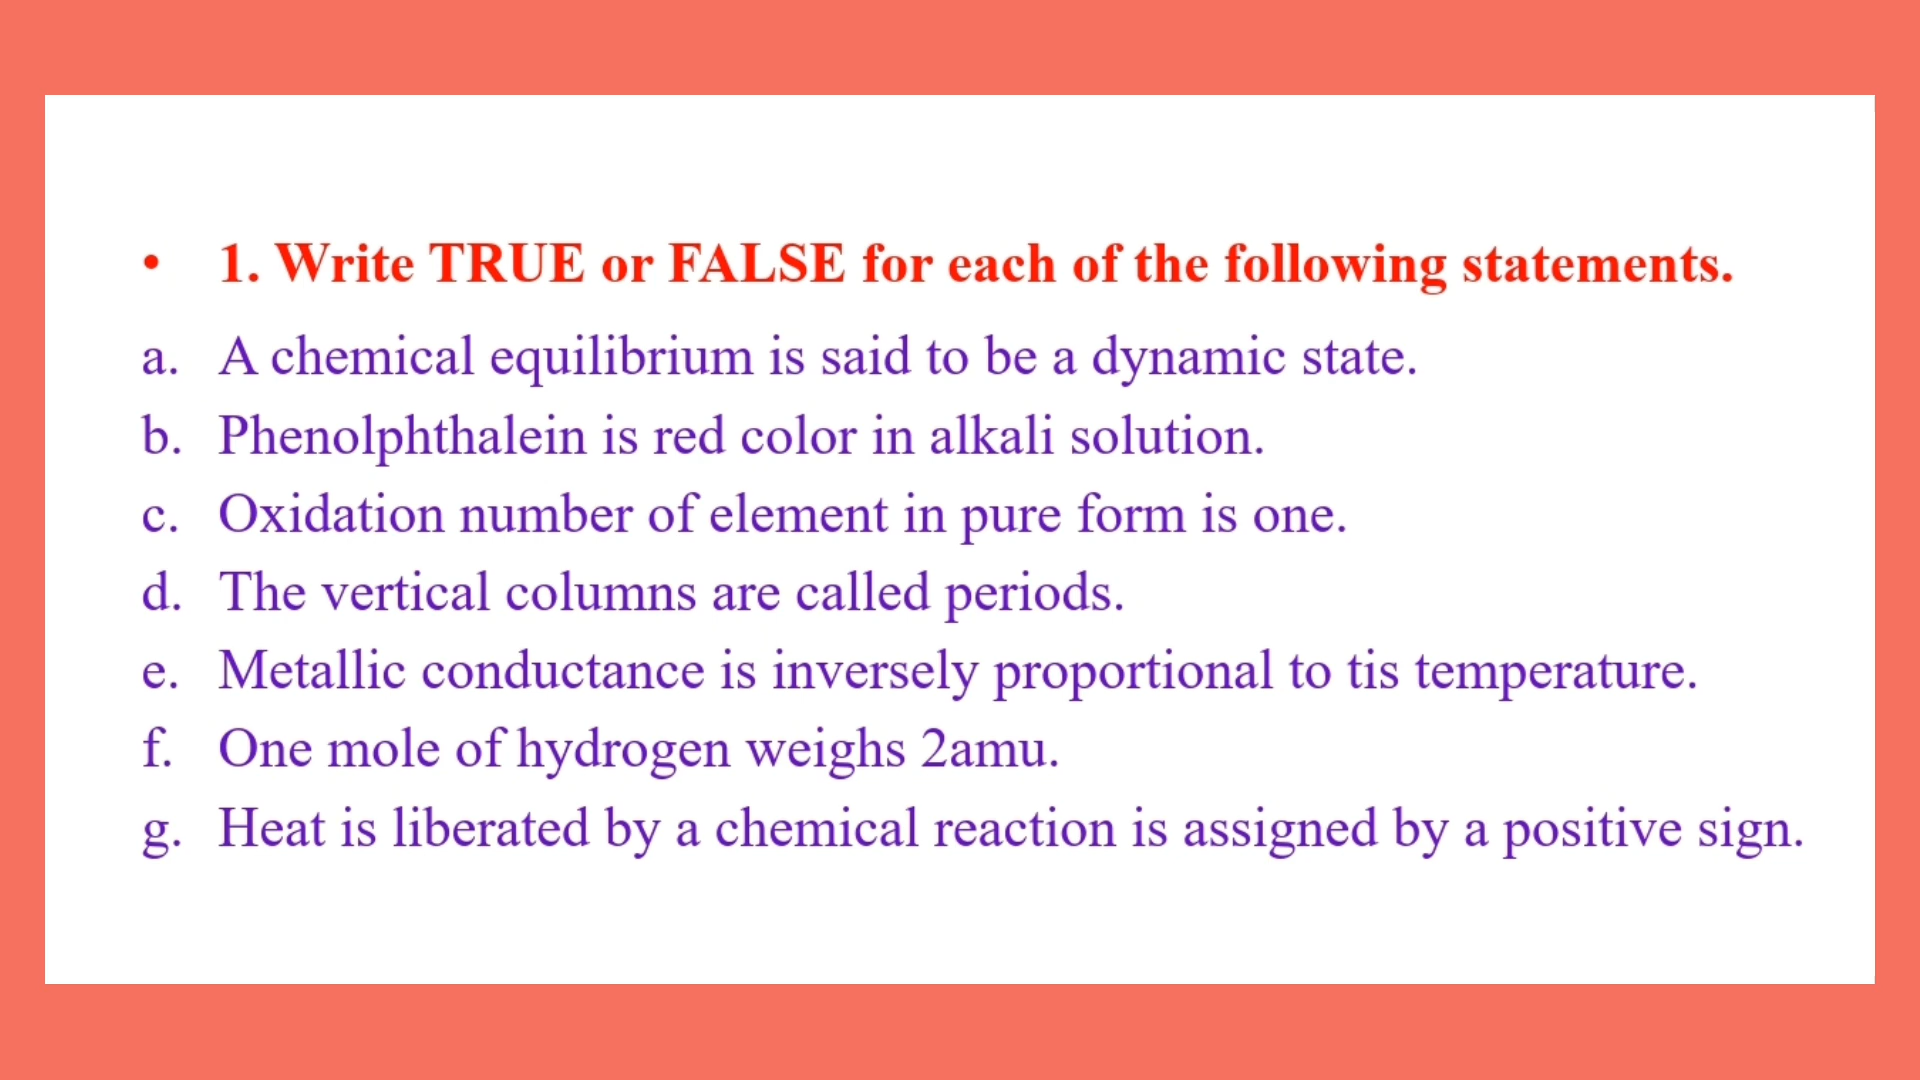 • 1. Write TRUE or FALSE for each of the following statements.
a. A chemical equilibrium is said to be a dynamic state.
b. Phenolphthalein is red color in alkali solution.
c. Oxidation number of element in pure form is one.
d. The vertical columns are called periods.
e. Metallic conductance is inversely proportional to tis temperature.
f. One mole of hydrogen weighs 2amu.
g. Heat is liberated by a chemical reaction is assigned by a positive sign.